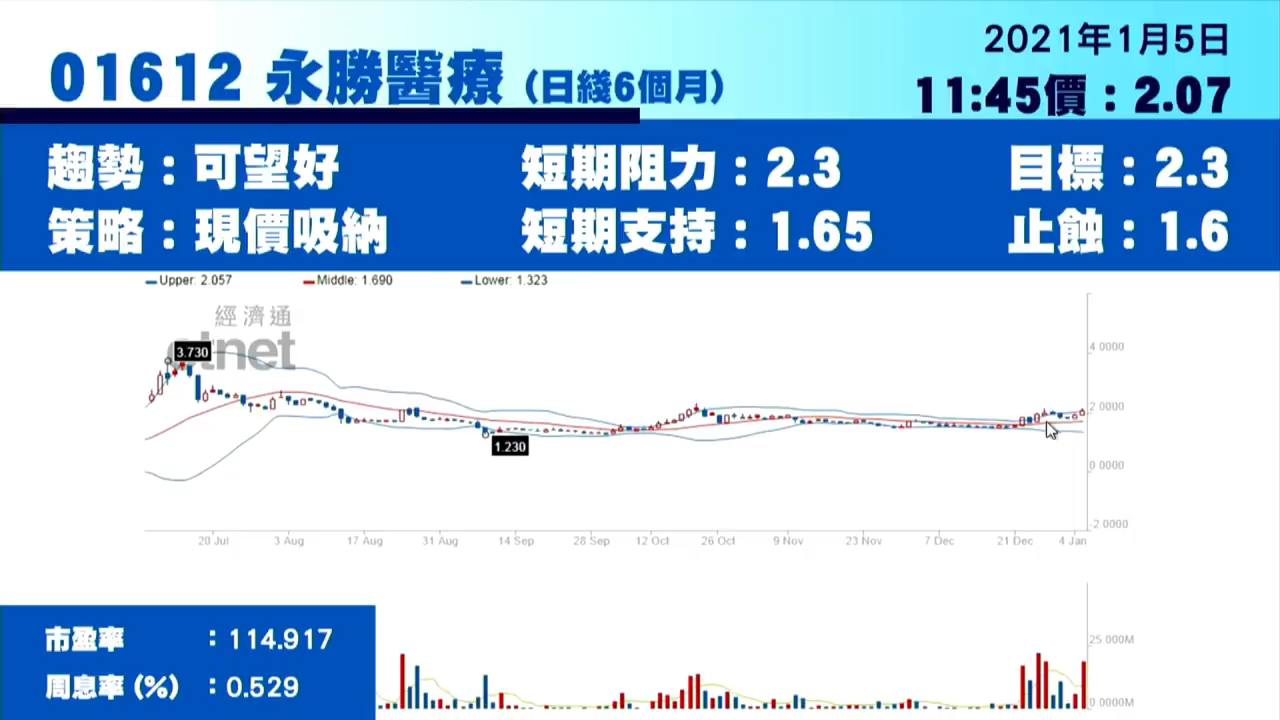 01612 永勝醫療 (日綫6個月)
2021年1月5日
11:45價：2.07
趨勢：可望好
短期阻力：2.3
目標：2.3
策略：現價吸納
短期支持：1.65
止蝕：1.6
Upper: 2.057
Middle: 1.690
Lower: 1.323
經濟通
etnet
3.730
1.230
4 0000
2 0000
0 0000
-2 0000
20 Jul
3 Aug
17 Aug
31 Aug
14 Sep
28 Sep
12 Oct
26 Oct
9 Nov
23 Nov
7 Dec
21 Dec
4 Jan
25 000M
0 0000M
市盈率：114.917
周息率 (%)：0.529